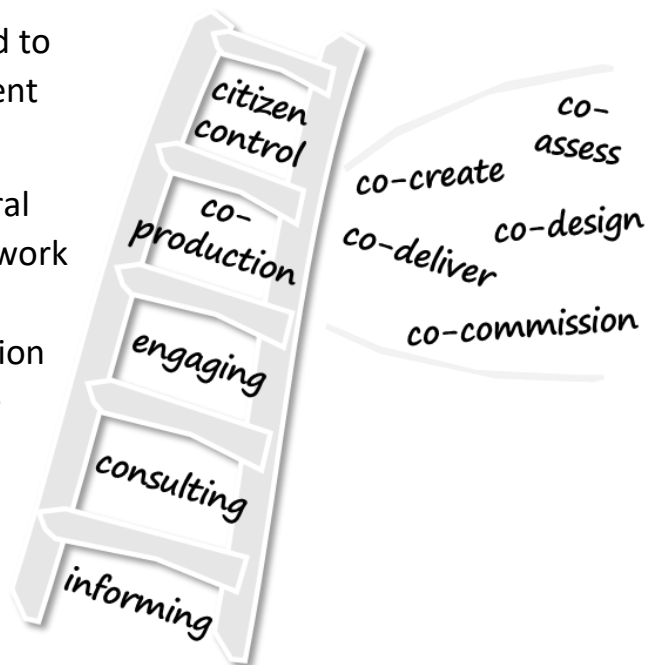 d to
ent
ral
work
ion
citizen
control
co-
production
engaging
consulting
informing
co-
assess
co-create
co-design
co-deliver
co-commission